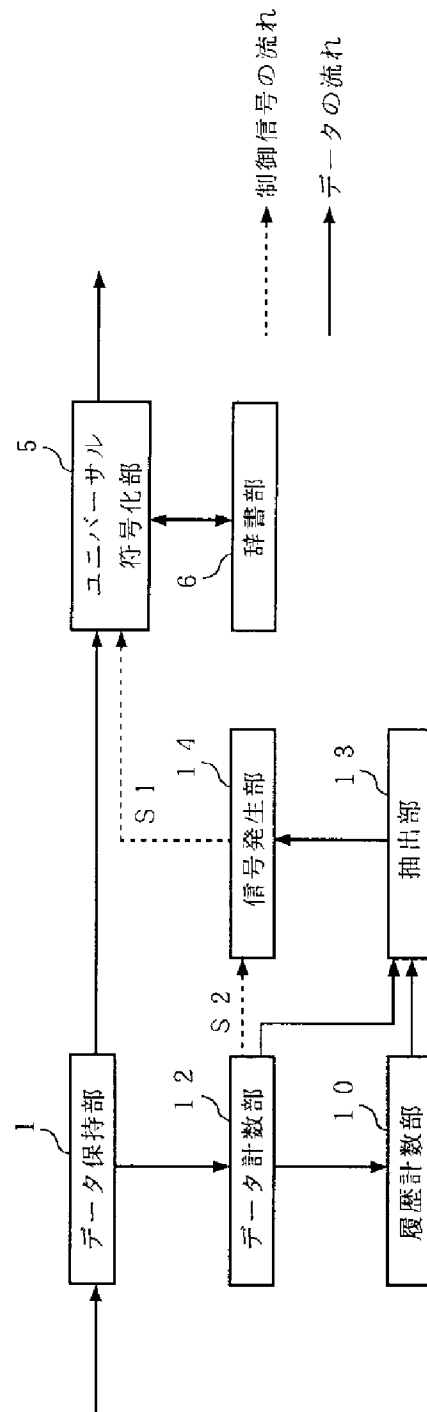 1
データ保持部
5
ユニバーサル
符号化部
12
データ計数部
S2
14
信号発生部
S1
6
辞書部
10
履歴計数部
13
抽出部
制御信号の流れ
データの流れ